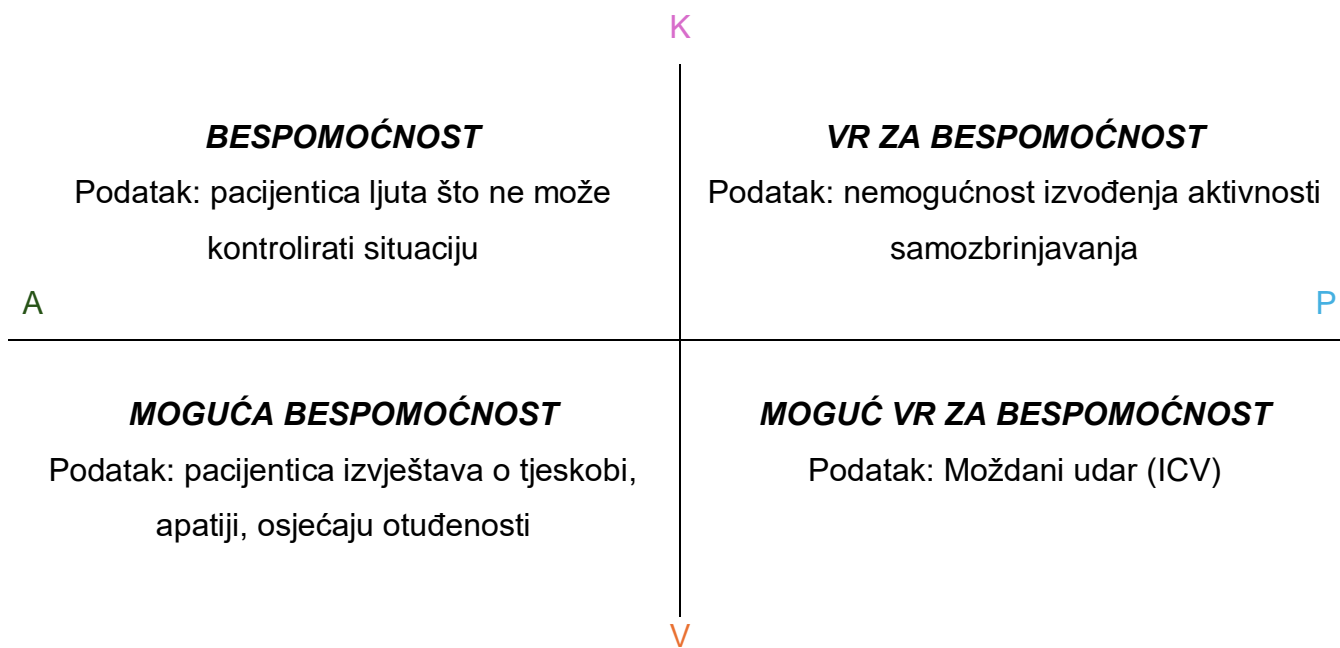 K
BESPOMOĆNOST
Podatak: pacijentica ljuta što ne može
kontrolirati situaciju
VR ZA BESPOMOĆNOST
Podatak: nemogućnost izvođenja aktivnosti
samozbrinjavanja
A
P
MOGUĆA BESPOMOĆNOST
Podatak: pacijentica izvještava o tjeskobi,
apatiji, osjećaju otuđenosti
MOGUĆ VR ZA BESPOMOĆNOST
Podatak: Moždani udar (ICV)
V